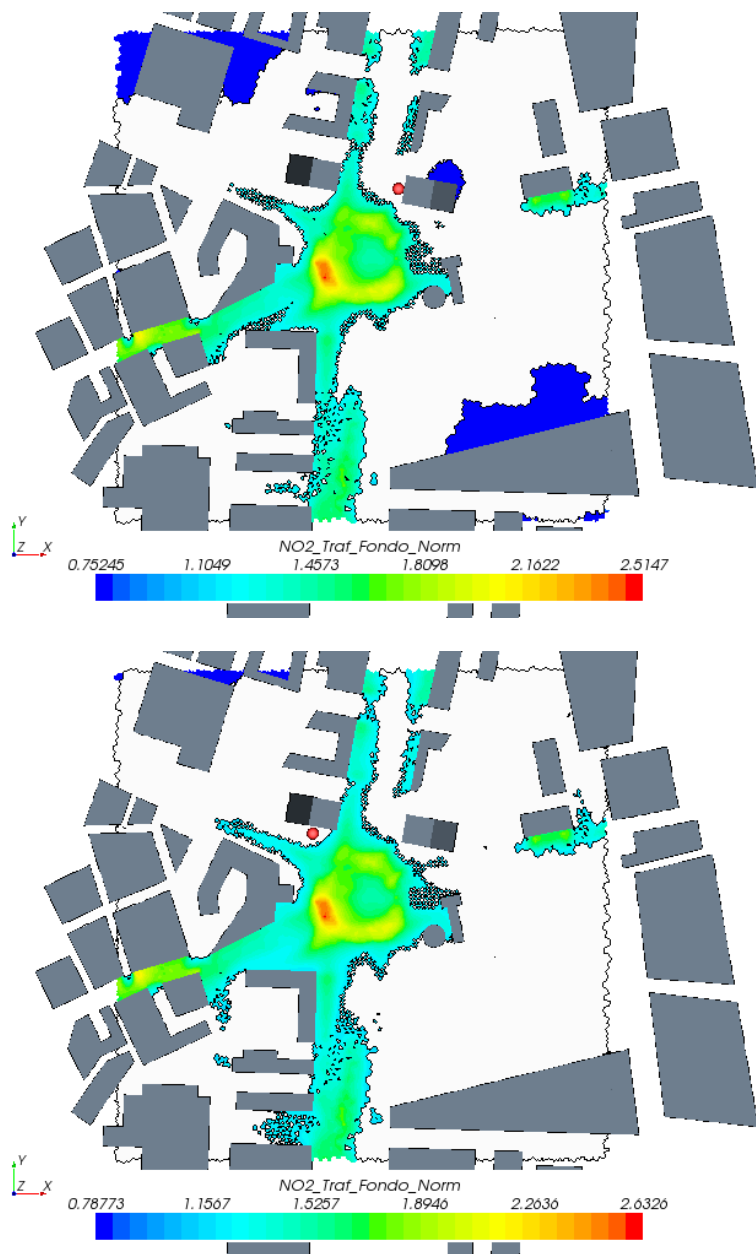 Y
Z X
NO2_Traf_Fondo_Norm
0.75245 1.1049 1.4573 1.8098 2.1622 2.5147
Y
Z X
NO2_Traf_Fondo_Norm
0.78773 1.1567 1.5257 1.8946 2.2636 2.6326